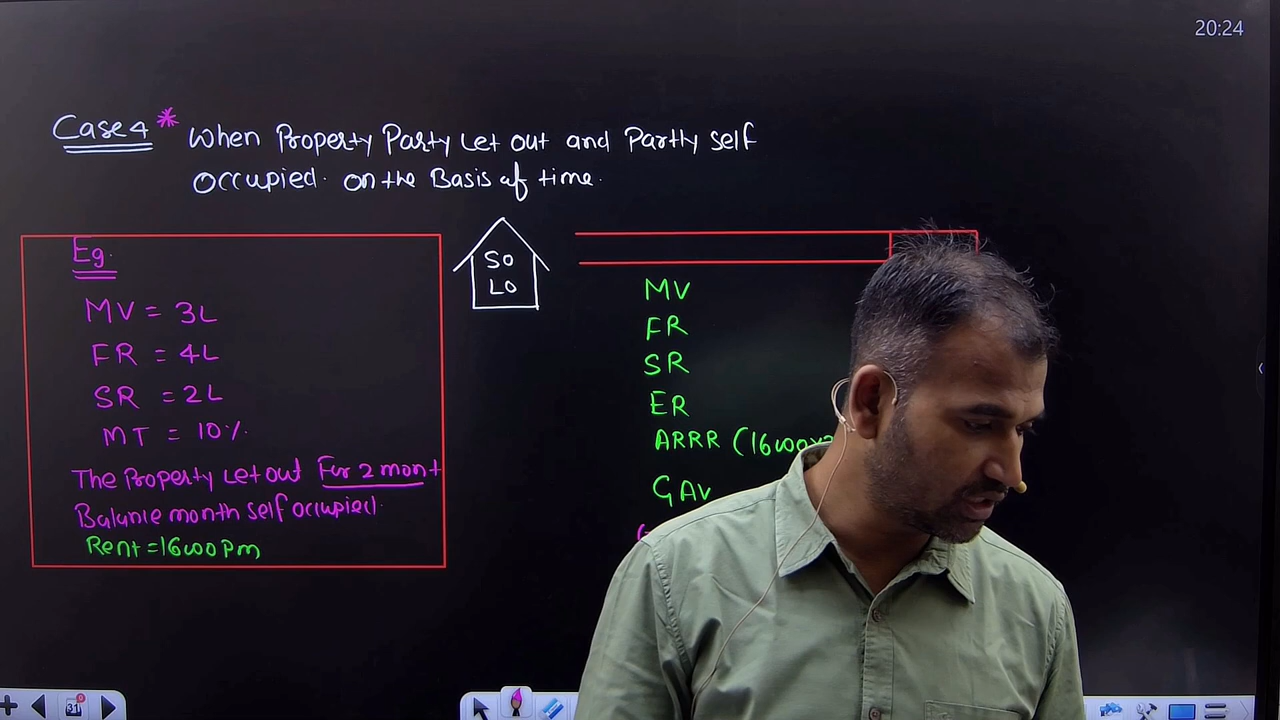 20:24
Case 4 * When Property Party Let out and Partly self
occupied. on the Basis of time.
Eg.
MV = 3L
FR = 4L
SR = 2L
MT = 10%.
The Property Let out For 2 mont
Balance month self occupied.
Rent = 16000 Pm
SO
LO
MV
FR
SR
ER
ARRR (16000x
GAV
31